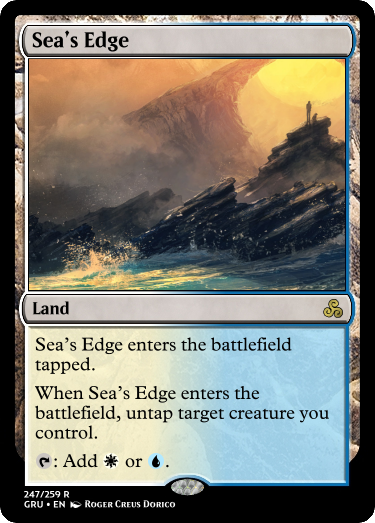 Sea's Edge
Land
Sea's Edge enters the battlefield
tapped.
When Sea's Edge enters the
battlefield, untap target creature you
control.
: Add or .
247/259 R
GRU • EN Roger Creus Dorico